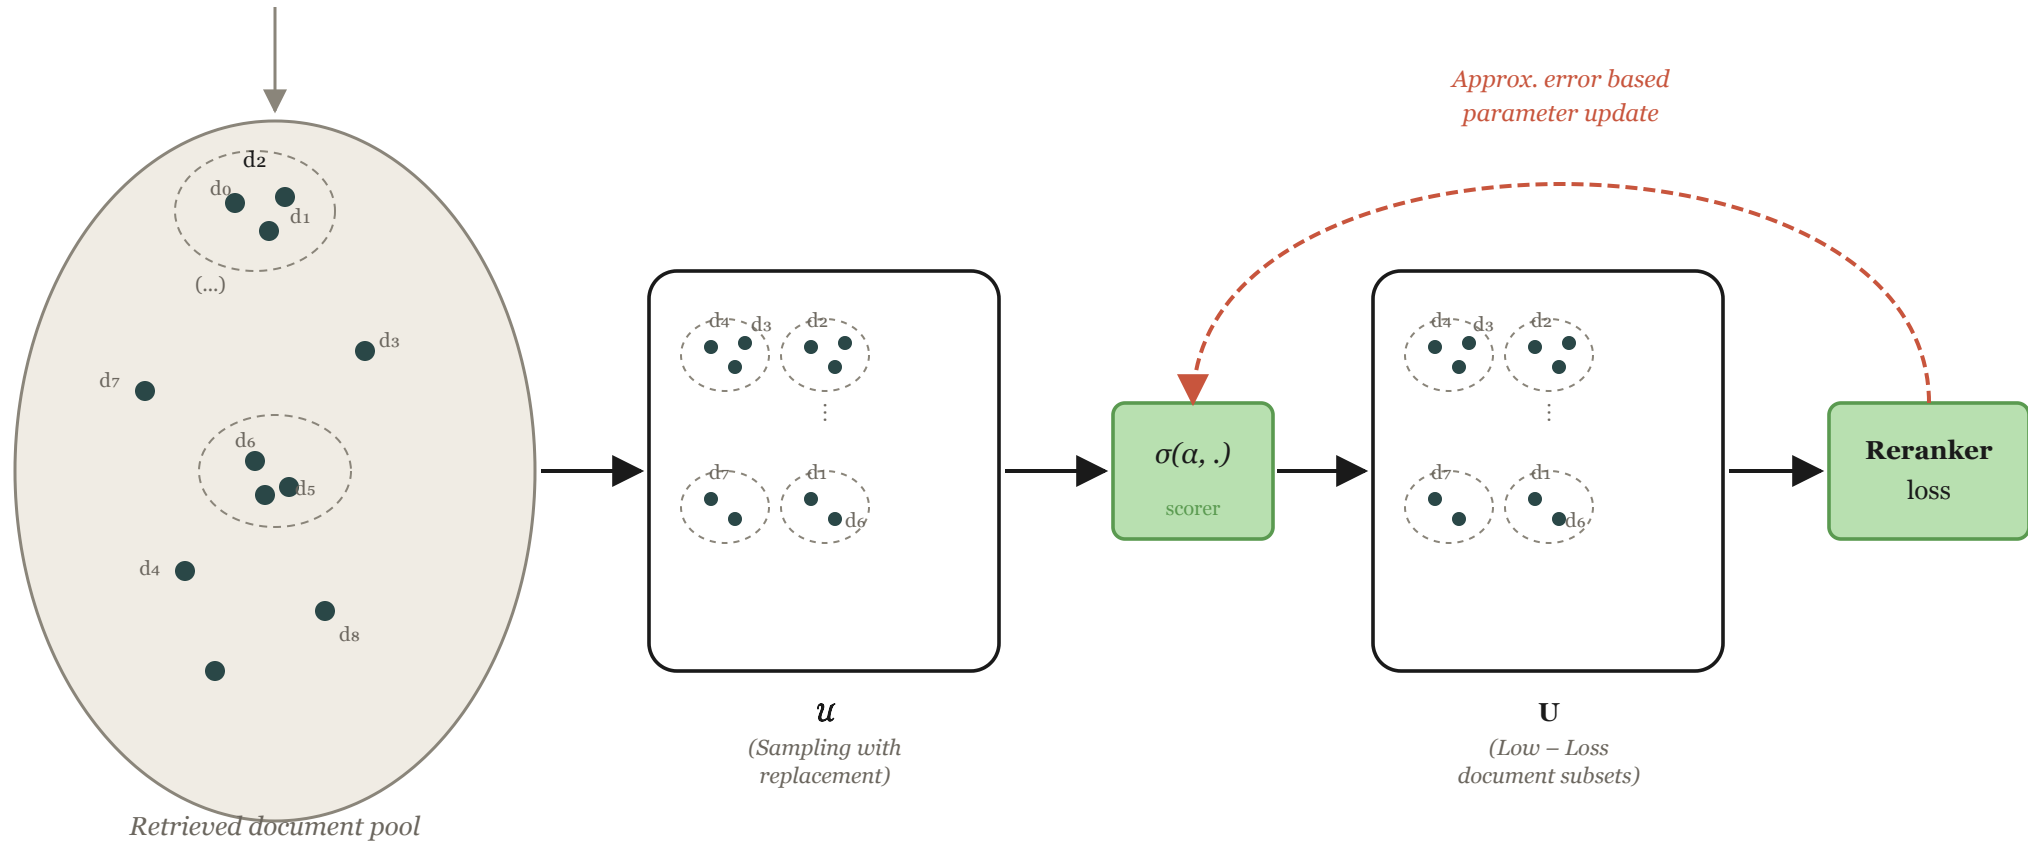 Approx. error based
parameter update
d2
d0
d1
(...)
d3
d7
d6
d5
d4
d8
Retrieved document pool
d4
d3
d2
⋮
d7
d1
d6
𝒰
(Sampling with
replacement)
σ(α, .)
scorer
d4
d3
d2
⋮
d7
d1
d6
U
(Low – Loss
document subsets)
Reranker
loss